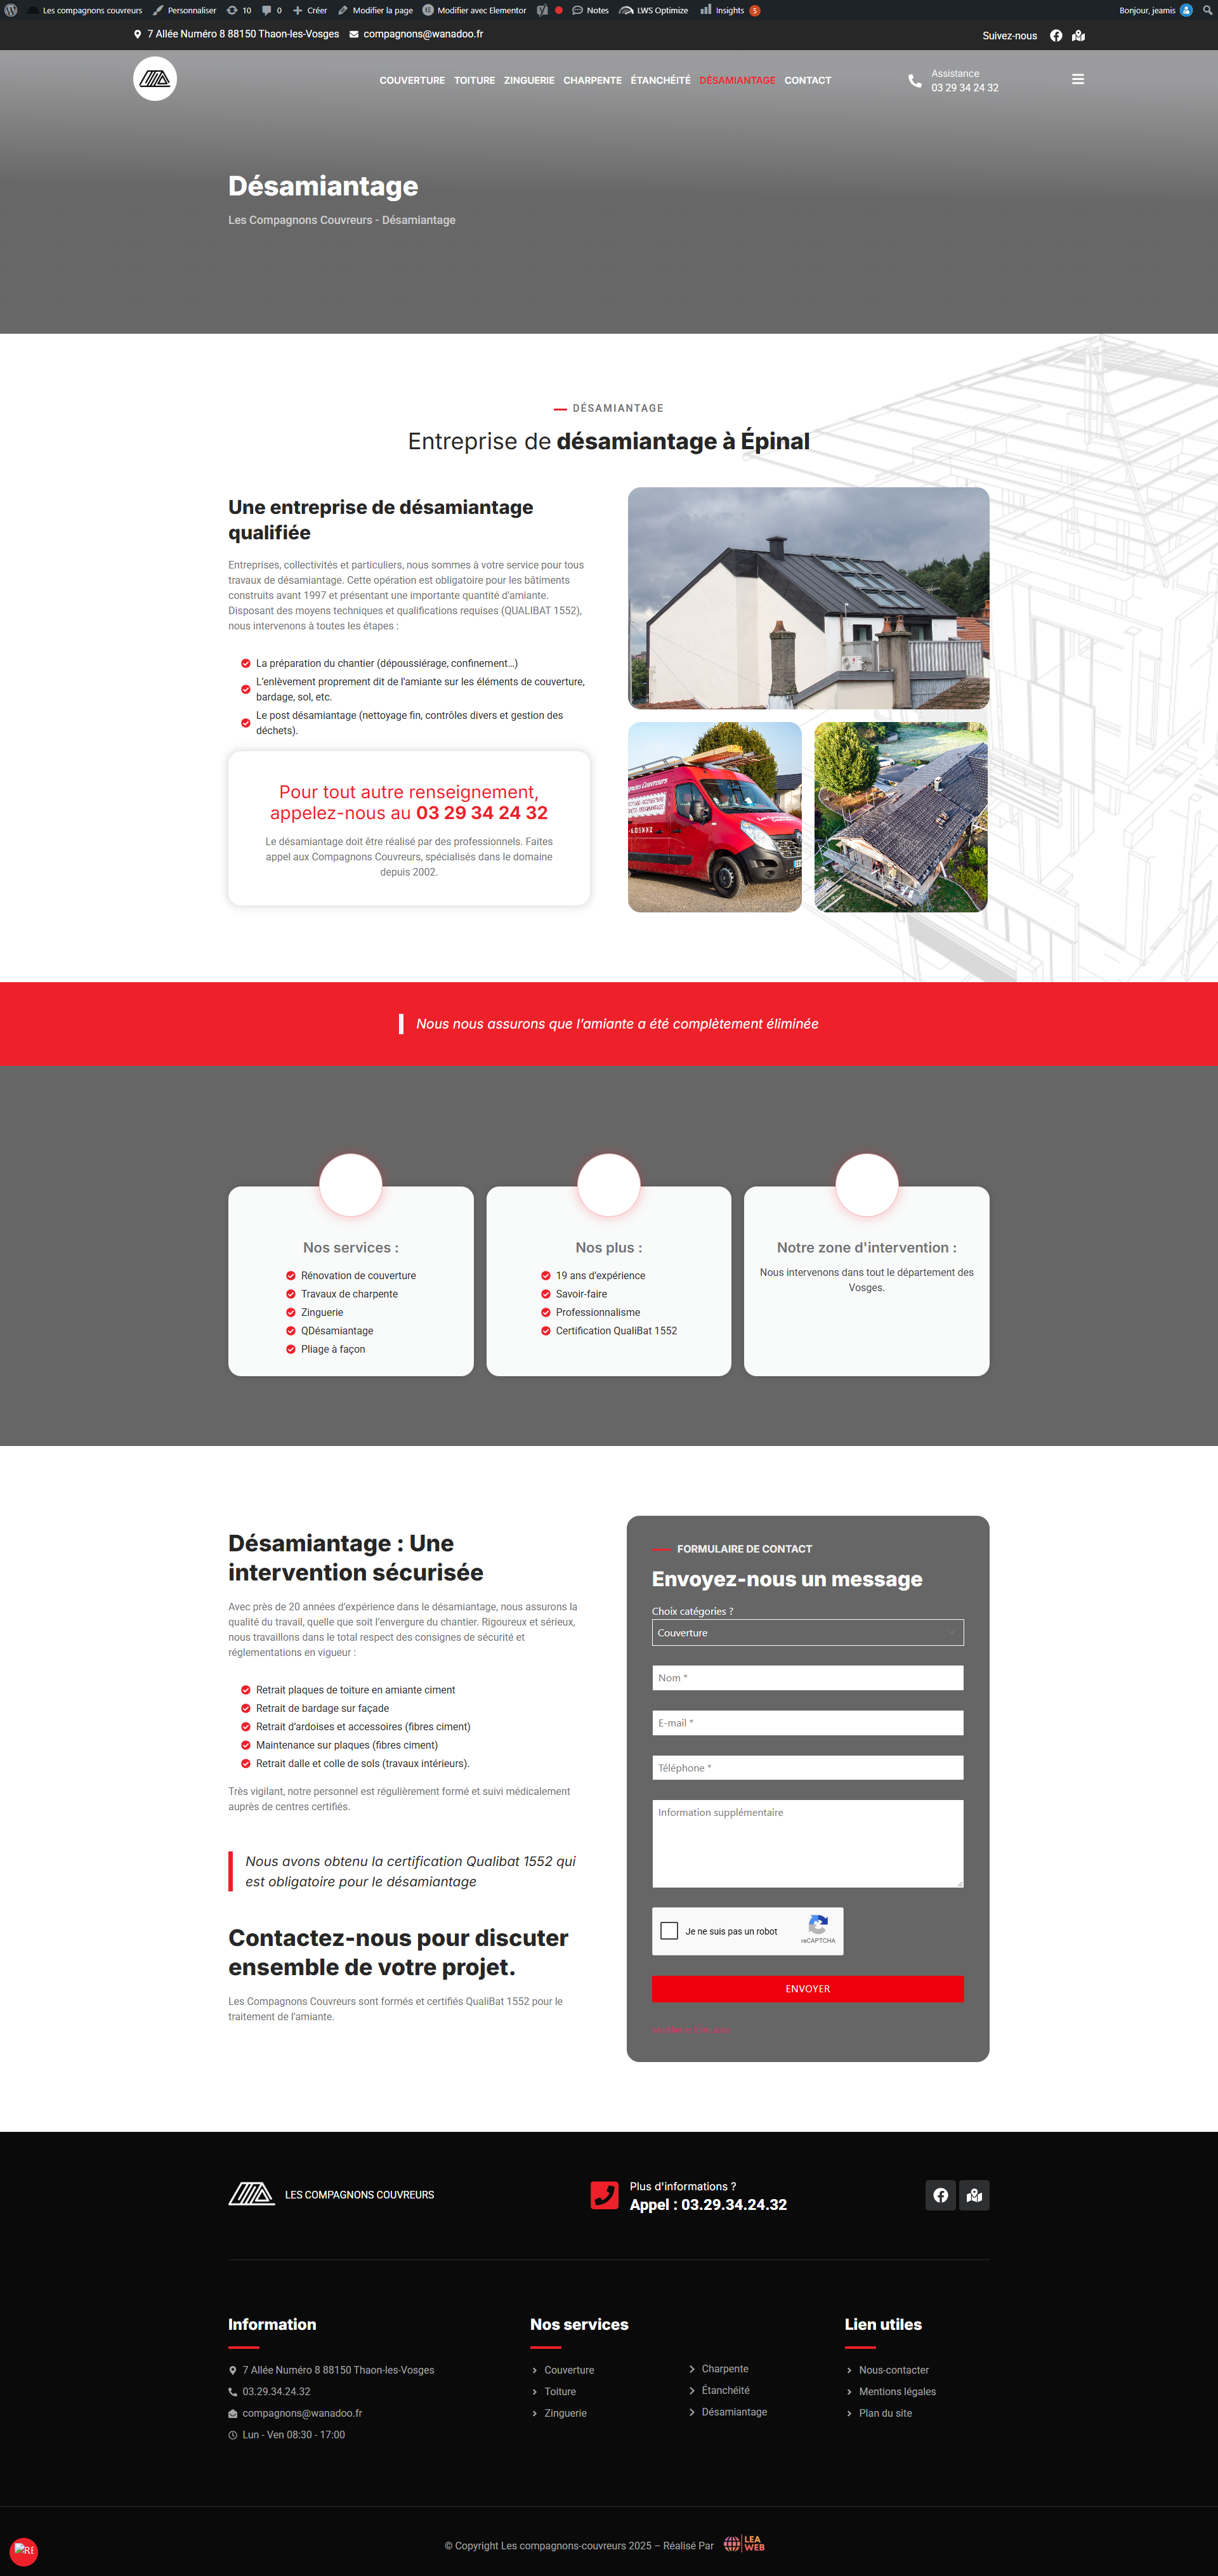 Les compagnons couvreurs Personnaliser 10 0 Créer Modifier la page Modifier avec Elementor Notes LWS Optimize Insights 5 Bonjour, jeamis
7 Allée Numéro 8 88150 Thaon-les-Vosges compagnons@wanadoo.fr Suivez-nous
COUVERTURE TOITURE ZINGUERIE CHARPENTE ÉTANCHÉITÉ DÉSAMIANTAGE CONTACT
Assistance
03 29 34 24 32
Désamiantage
Les Compagnons Couvreurs - Désamiantage
DÉSAMIANTAGE
Entreprise de désamiantage à Épinal
Une entreprise de désamiantage
qualifiée
Entreprises, collectivités et particuliers, nous sommes à votre service pour tous
travaux de désamiantage. Cette opération est obligatoire pour les bâtiments
construits avant 1997 et présentant une importante quantité d’amiante.
Disposant des moyens techniques et qualifications requises (QUALIBAT 1552),
nous intervenons à toutes les étapes :
La préparation du chantier (dépoussiérage, confinement…)
L’enlèvement proprement dit de l’amiante sur les éléments de couverture,
bardage, sol, etc.
Le post désamiantage (nettoyage fin, contrôles divers et gestion des
déchets).
Pour tout autre renseignement,
appelez-nous au 03 29 34 24 32
Le désamiantage doit être réalisé par des professionnels. Faites
appel aux Compagnons Couvreurs, spécialisés dans le domaine
depuis 2002.
Nous nous assurons que l’amiante a été complètement éliminée
Nos services :
Rénovation de couverture
Travaux de charpente
Zinguerie
QDésamiantage
Pliage à façon
Nos plus :
19 ans d’expérience
Savoir-faire
Professionnalisme
Certification QualiBat 1552
Notre zone d'intervention :
Nous intervenons dans tout le département des
Vosges.
Désamiantage : Une
intervention sécurisée
Avec près de 20 années d’expérience dans le désamiantage, nous assurons la
qualité du travail, quelle que soit l’envergure du chantier. Rigoureux et sérieux,
nous travaillons dans le total respect des consignes de sécurité et
réglementations en vigueur :
Retrait plaques de toiture en amiante ciment
Retrait de bardage sur façade
Retrait d’ardoises et accessoires (fibres ciment)
Maintenance sur plaques (fibres ciment)
Retrait dalle et colle de sols (travaux intérieurs).
Très vigilant, notre personnel est régulièrement formé et suivi médicalement
auprès de centres certifiés.
Nous avons obtenu la certification Qualibat 1552 qui
est obligatoire pour le désamiantage
Contactez-nous pour discuter
ensemble de votre projet.
Les Compagnons Couvreurs sont formés et certifiés QualiBat 1552 pour le
traitement de l’amiante.
FORMULAIRE DE CONTACT
Envoyez-nous un message
Choix catégories ?
Couverture
Nom *
E-mail *
Téléphone *
Information supplémentaire
Je ne suis pas un robot
reCAPTCHA
ENVOYER
LES COMPAGNONS COUVREURS
Plus d'informations ?
Appel : 03.29.34.24.32
Information
7 Allée Numéro 8 88150 Thaon-les-Vosges
03.29.34.24.32
compagnons@wanadoo.fr
Lun - Ven 08:30 - 17:00
Nos services
Couverture
Toiture
Zinguerie
Charpente
Étanchéité
Désamiantage
Lien utiles
Nous-contacter
Mentions légales
Plan du site
© Copyright Les compagnons-couvreurs 2025 – Réalisé Par LEA
WEB